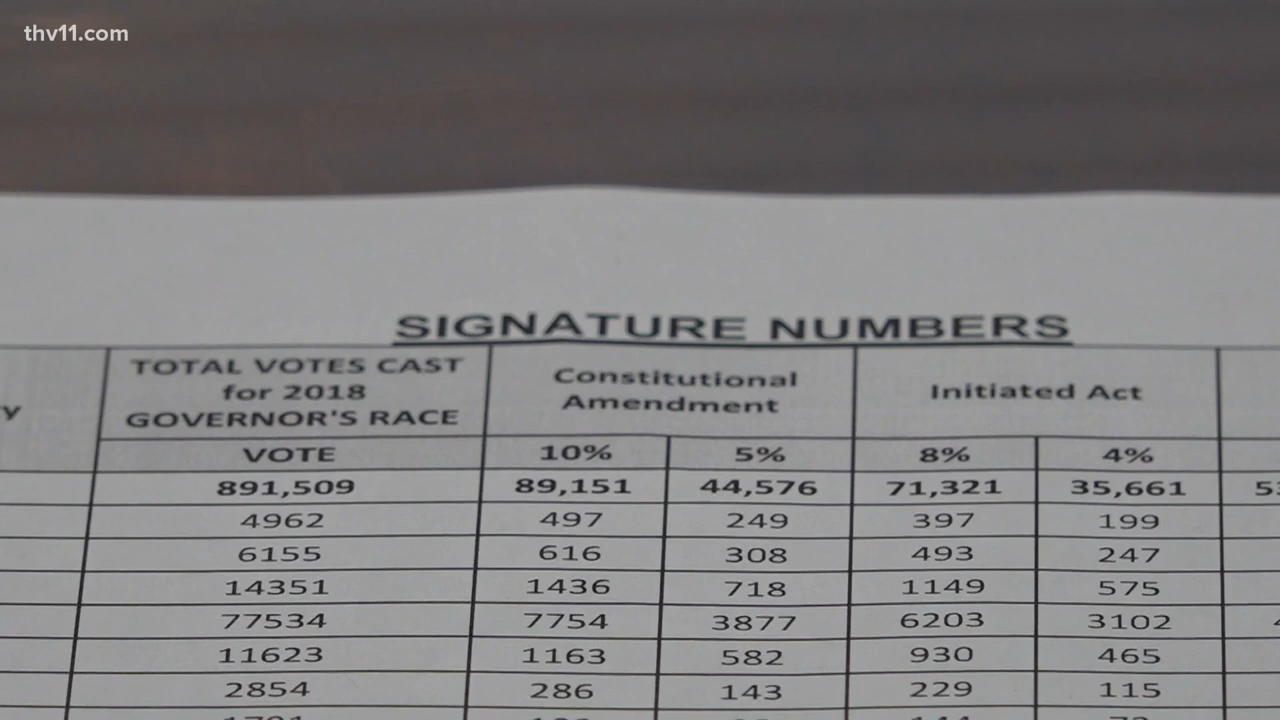 thv11.com
SIGNATURE NUMBERS
TOTAL VOTES CAST
for 2018
GOVERNOR'S RACE
Constitutional
Amendment
Initiated Act
y
VOTE 10% 5% 8% 4%
891,509 89,151 44,576 71,321 35,661
4962 497 249 397 199
6155 616 308 493 247
14351 1436 718 1149 575
77534 7754 3877 6203 3102
11623 1163 582 930 465
2854 286 143 229 115